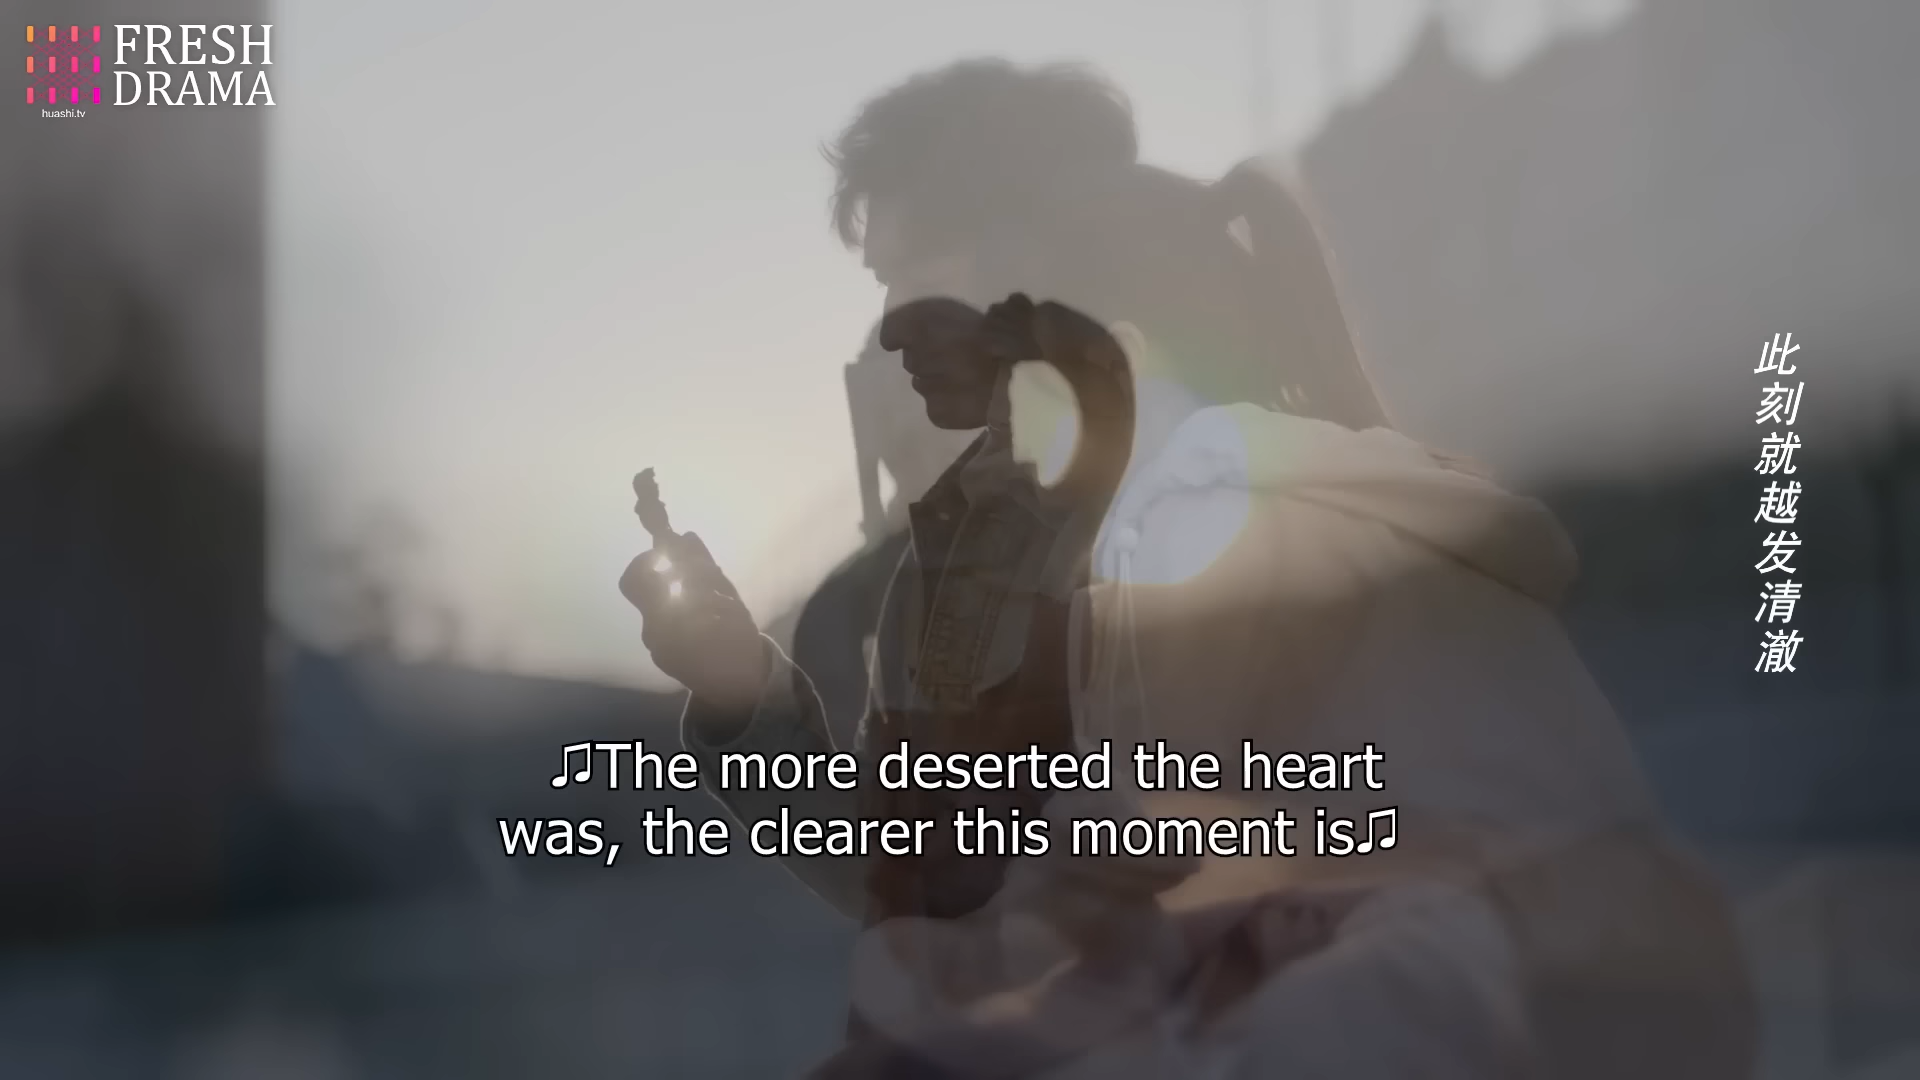 FRESH
DRAMA
huashi.tv
此刻就越发清澈
♫The more deserted the heart
was, the clearer this moment is♫